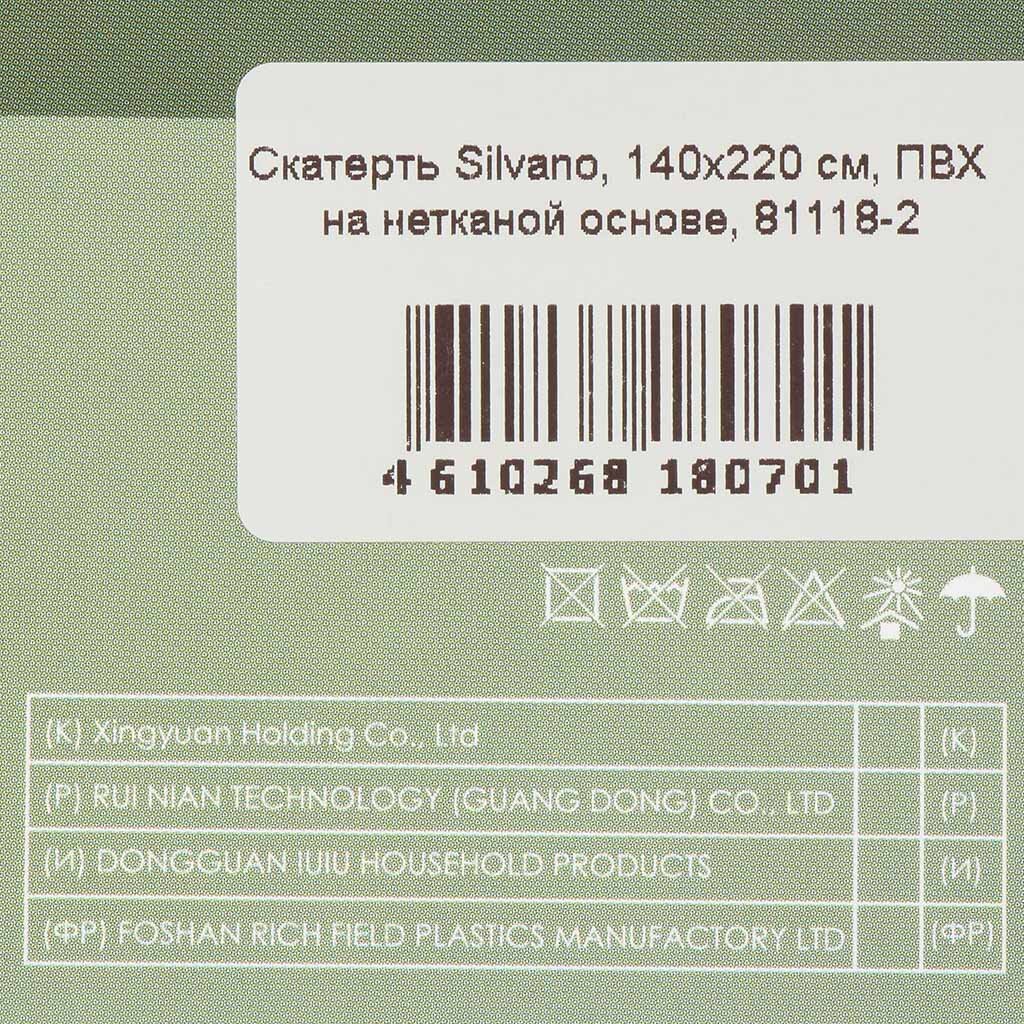 Скатерть Silvano, 140x220 см, ПВХ
на нетканой основе, 81118-2
4 610268 180701
(К) Xingyuan Holding Co., Ltd (К)
(Р) RUI NIAN TECHNOLOGY (GUANG DONG) CO., LTD (Р)
(И) DONGGUAN IUIU HOUSEHOLD PRODUCTS (И)
(ФР) FOSHAN RICH FIELD PLASTICS MANUFACTORY LTD (ФР)